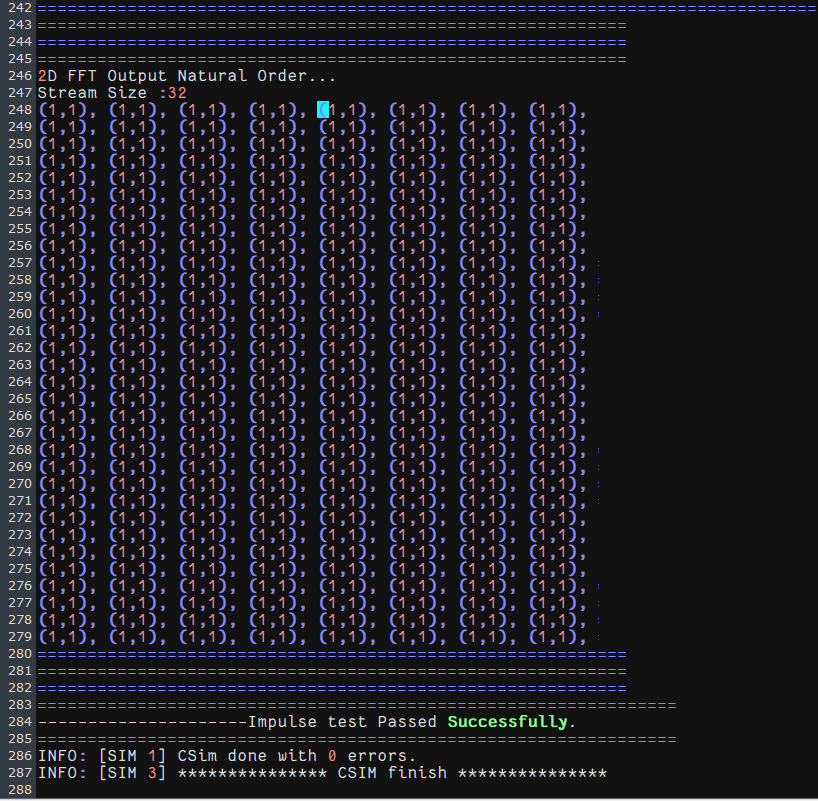 242 ==============================================================================
243 ===========================================================
244 ===========================================================
245 ===========================================================
246 2D FFT Output Natural Order...
247 Stream Size :32
248 (1,1), (1,1), (1,1), (1,1), (1,1), (1,1), (1,1), (1,1),
249 (1,1), (1,1), (1,1), (1,1), (1,1), (1,1), (1,1), (1,1),
250 (1,1), (1,1), (1,1), (1,1), (1,1), (1,1), (1,1), (1,1),
251 (1,1), (1,1), (1,1), (1,1), (1,1), (1,1), (1,1), (1,1),
252 (1,1), (1,1), (1,1), (1,1), (1,1), (1,1), (1,1), (1,1),
253 (1,1), (1,1), (1,1), (1,1), (1,1), (1,1), (1,1), (1,1),
254 (1,1), (1,1), (1,1), (1,1), (1,1), (1,1), (1,1), (1,1),
255 (1,1), (1,1), (1,1), (1,1), (1,1), (1,1), (1,1), (1,1),
256 (1,1), (1,1), (1,1), (1,1), (1,1), (1,1), (1,1), (1,1),
257 (1,1), (1,1), (1,1), (1,1), (1,1), (1,1), (1,1), (1,1),
258 (1,1), (1,1), (1,1), (1,1), (1,1), (1,1), (1,1), (1,1),
259 (1,1), (1,1), (1,1), (1,1), (1,1), (1,1), (1,1), (1,1),
260 (1,1), (1,1), (1,1), (1,1), (1,1), (1,1), (1,1), (1,1),
261 (1,1), (1,1), (1,1), (1,1), (1,1), (1,1), (1,1), (1,1),
262 (1,1), (1,1), (1,1), (1,1), (1,1), (1,1), (1,1), (1,1),
263 (1,1), (1,1), (1,1), (1,1), (1,1), (1,1), (1,1), (1,1),
264 (1,1), (1,1), (1,1), (1,1), (1,1), (1,1), (1,1), (1,1),
265 (1,1), (1,1), (1,1), (1,1), (1,1), (1,1), (1,1), (1,1),
266 (1,1), (1,1), (1,1), (1,1), (1,1), (1,1), (1,1), (1,1),
267 (1,1), (1,1), (1,1), (1,1), (1,1), (1,1), (1,1), (1,1),
268 (1,1), (1,1), (1,1), (1,1), (1,1), (1,1), (1,1), (1,1),
269 (1,1), (1,1), (1,1), (1,1), (1,1), (1,1), (1,1), (1,1),
270 (1,1), (1,1), (1,1), (1,1), (1,1), (1,1), (1,1), (1,1),
271 (1,1), (1,1), (1,1), (1,1), (1,1), (1,1), (1,1), (1,1),
272 (1,1), (1,1), (1,1), (1,1), (1,1), (1,1), (1,1), (1,1),
273 (1,1), (1,1), (1,1), (1,1), (1,1), (1,1), (1,1), (1,1),
274 (1,1), (1,1), (1,1), (1,1), (1,1), (1,1), (1,1), (1,1),
275 (1,1), (1,1), (1,1), (1,1), (1,1), (1,1), (1,1), (1,1),
276 (1,1), (1,1), (1,1), (1,1), (1,1), (1,1), (1,1), (1,1),
277 (1,1), (1,1), (1,1), (1,1), (1,1), (1,1), (1,1), (1,1),
278 (1,1), (1,1), (1,1), (1,1), (1,1), (1,1), (1,1), (1,1),
279 (1,1), (1,1), (1,1), (1,1), (1,1), (1,1), (1,1), (1,1),
280 ===========================================================
281 ===========================================================
282 ===========================================================
283 ================================================================
284 ---------------------Impulse test Passed Successfully.
285 ================================================================
286 INFO: [SIM 1] CSim done with 0 errors.
287 INFO: [SIM 3] *************** CSIM finish ***************
288